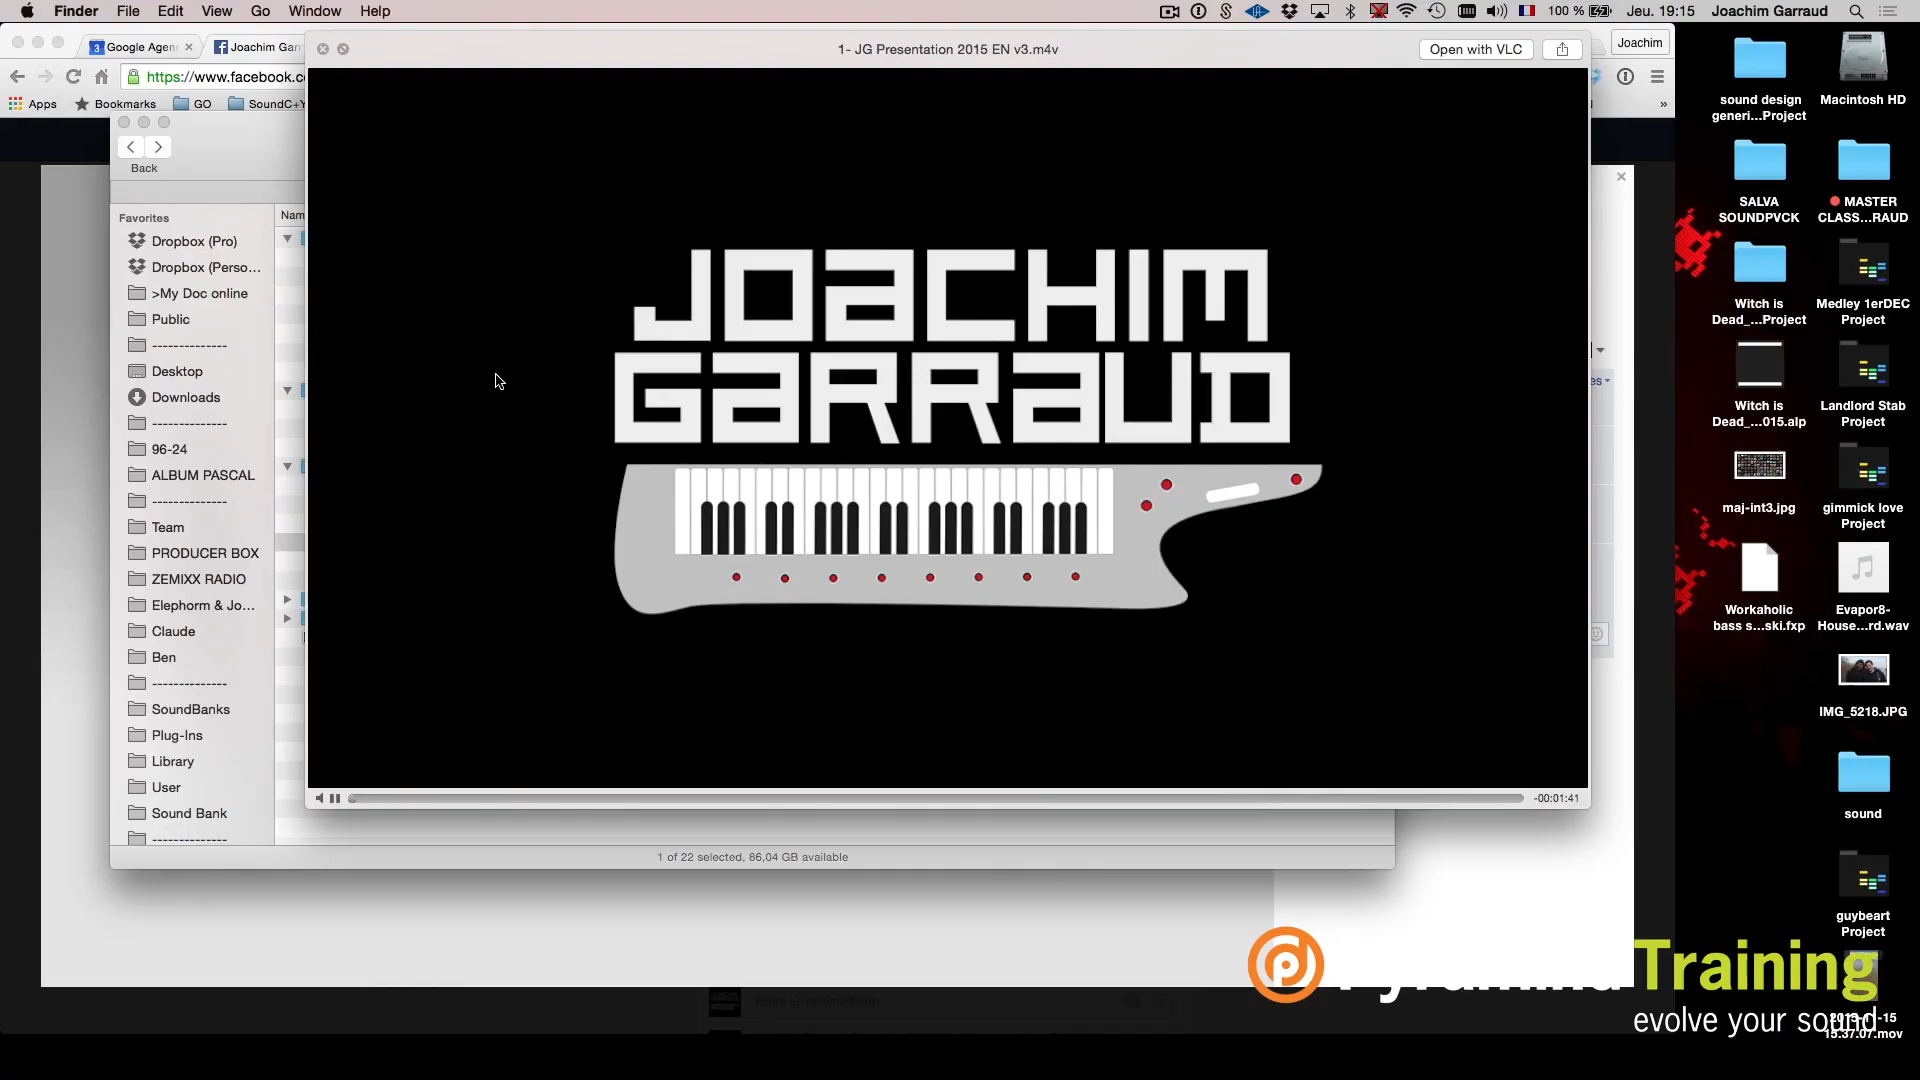 Finder File Edit View Go Window Help
100 % Jeu. 19:15 Joachim Garraud
Google Agen
Joachim Gar
Joachim
https://www.facebook.c
Apps Bookmarks GO SoundC+Y
»
1- JG Presentation 2015 EN v3.m4v
Open with VLC
Back
Favorites
Dropbox (Pro)
Dropbox (Perso...
>My Doc online
Public
--------------
Desktop
Downloads
--------------
96-24
ALBUM PASCAL
--------------
Team
PRODUCER BOX
ZEMIXX RADIO
Elephorm & Jo...
Claude
Ben
--------------
SoundBanks
Plug-Ins
Library
User
Sound Bank
--------------
Nam
JOACHIM
GARRAUD
-00:01:41
1 of 22 selected, 86,04 GB available
sound design
generi...Project
Macintosh HD
SALVA
SOUNDPVCK
MASTER
CLASS...RAUD
Witch is
Dead_...Project
Medley 1erDEC
Project
Witch is
Dead_...015.alp
Landlord Stab
Project
maj-int3.jpg
gimmick love
Project
Workaholic
bass s...ski.fxp
Evapor8-
House...rd.wav
IMG_5218.JPG
sound
guybeart
Project
15.37.07.mov
Pyramind Training
evolve your sound